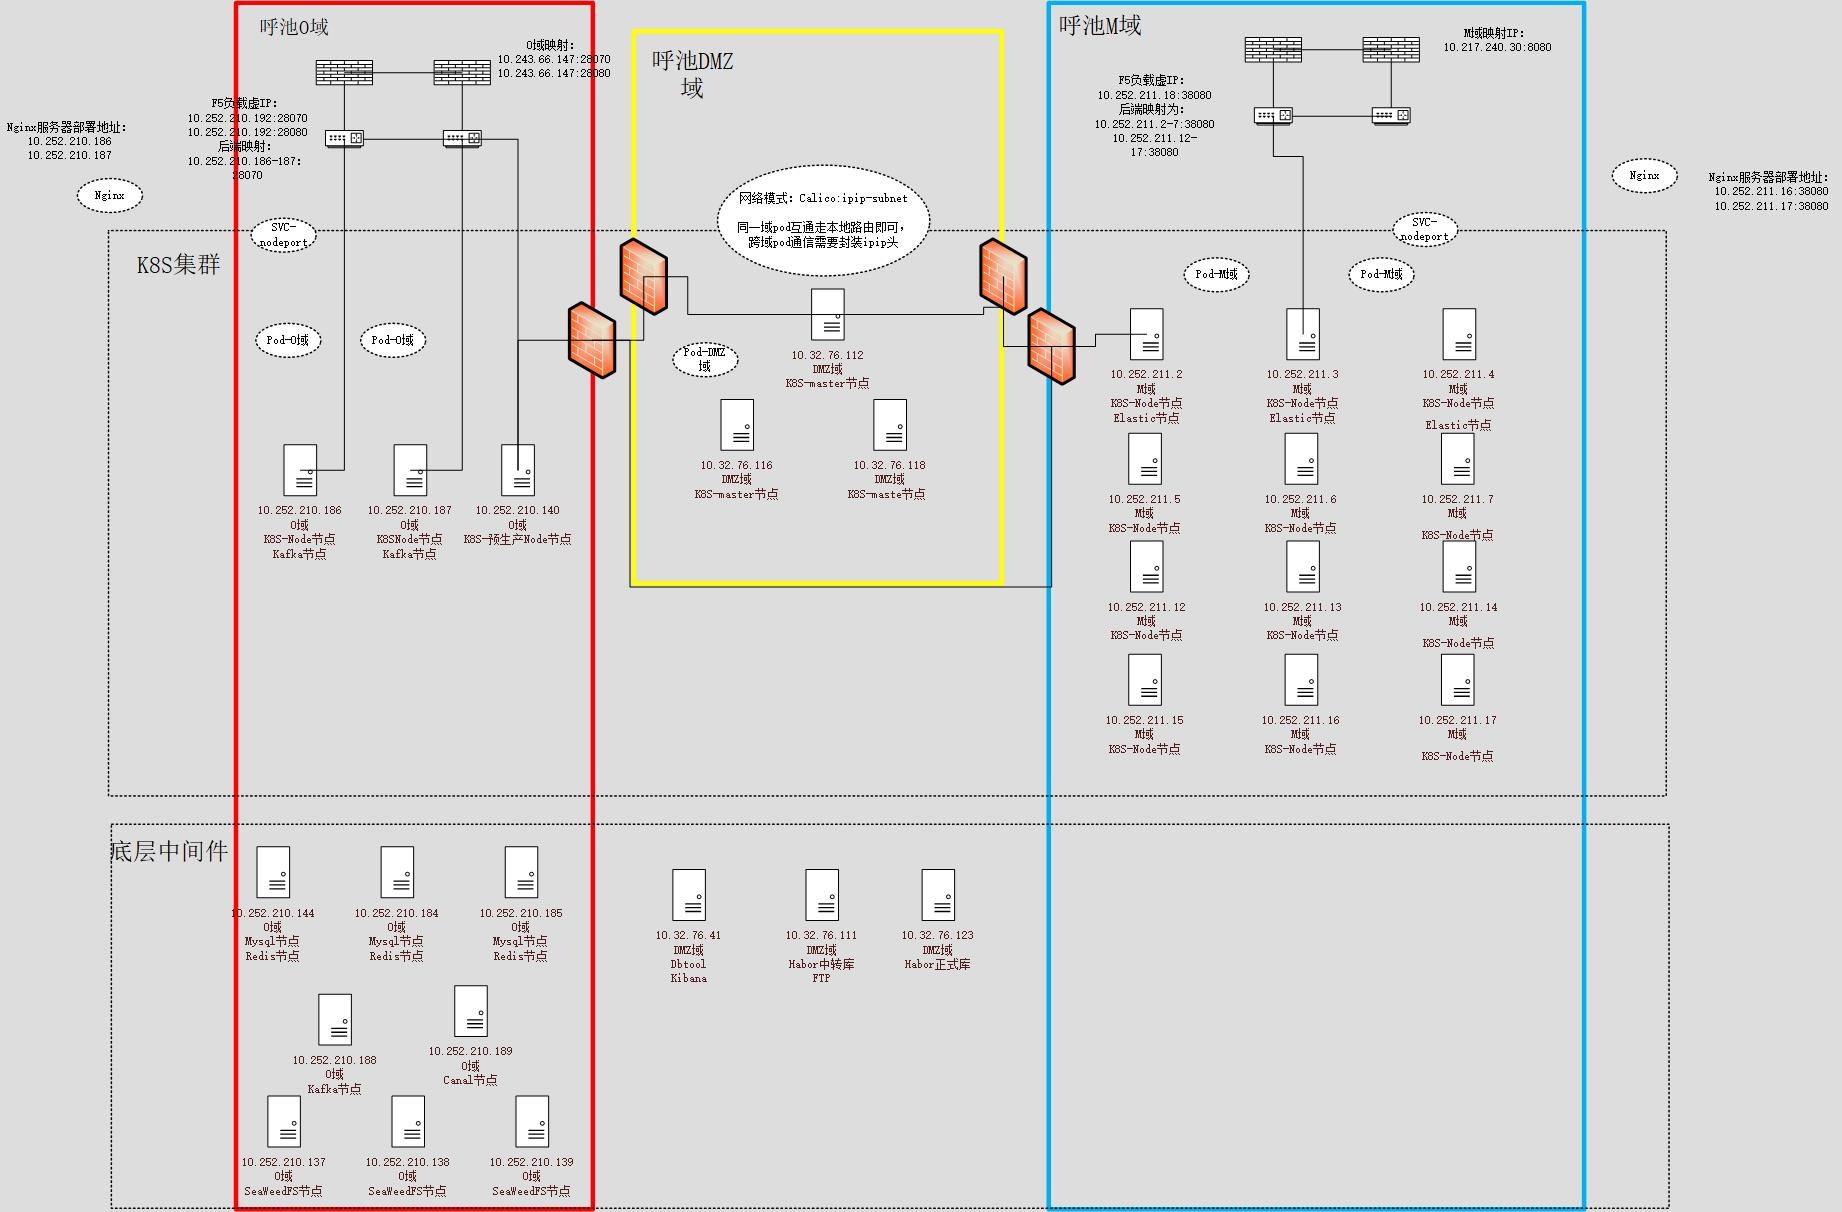 呼池O域
O域映射：
10.243.66.147:28070
10.243.66.147:28080
F5负载虚IP：
10.252.210.192:28070
10.252.210.192:28080
后端映射：
10.252.210.186-187:
28070
Nginx服务器部署地址：
10.252.210.186
10.252.210.187
Nginx
SVC-
nodeport
K8S集群
Pod-O域
Pod-O域
10.252.210.186
O域
K8S-Node节点
Kafka节点
10.252.210.187
O域
K8SNode节点
Kafka节点
10.252.210.140
O域
K8S-预生产Node节点
呼池DMZ
域
网络模式：Calico:ipip-subnet
同一域pod互通走本地路由即可，
跨域pod通信需要封装ipip头
Pod-DMZ
域
10.32.76.112
DMZ域
K8S-master节点
10.32.76.116
DMZ域
K8S-master节点
10.32.76.118
DMZ域
K8S-maste节点
呼池M域
M域映射IP：
10.217.240.30:8080
F5负载虚IP：
10.252.211.18:38080
后端映射为：
10.252.211.2-7:38080
10.252.211.12-
17:38080
Nginx
Nginx服务器部署地址：
10.252.211.16:38080
10.252.211.17:38080
SVC-
nodeport
Pod-M域
Pod-M域
10.252.211.2
M域
K8S-Node节点
Elastic节点
10.252.211.3
M域
K8S-Node节点
Elastic节点
10.252.211.4
M域
K8S-Node节点
Elastic节点
10.252.211.5
M域
K8S-Node节点
10.252.211.6
M域
K8S-Node节点
10.252.211.7
M域
K8S-Node节点
10.252.211.12
M域
K8S-Node节点
10.252.211.13
M域
K8S-Node节点
10.252.211.14
M域
K8S-Node节点
10.252.211.15
M域
K8S-Node节点
10.252.211.16
M域
K8S-Node节点
10.252.211.17
M域
K8S-Node节点
底层中间件
10.252.210.144
O域
Mysql节点
Redis节点
10.252.210.184
O域
Mysql节点
Redis节点
10.252.210.185
O域
Mysql节点
Redis节点
10.252.210.188
O域
Kafka节点
10.252.210.189
O域
Canal节点
10.252.210.137
O域
SeaWeedFS节点
10.252.210.138
O域
SeaWeedFS节点
10.252.210.139
O域
SeaWeedFS节点
10.32.76.41
DMZ域
Dbtool
Kibana
10.32.76.111
DMZ域
Habor中转库
FTP
10.32.76.123
DMZ域
Habor正式库